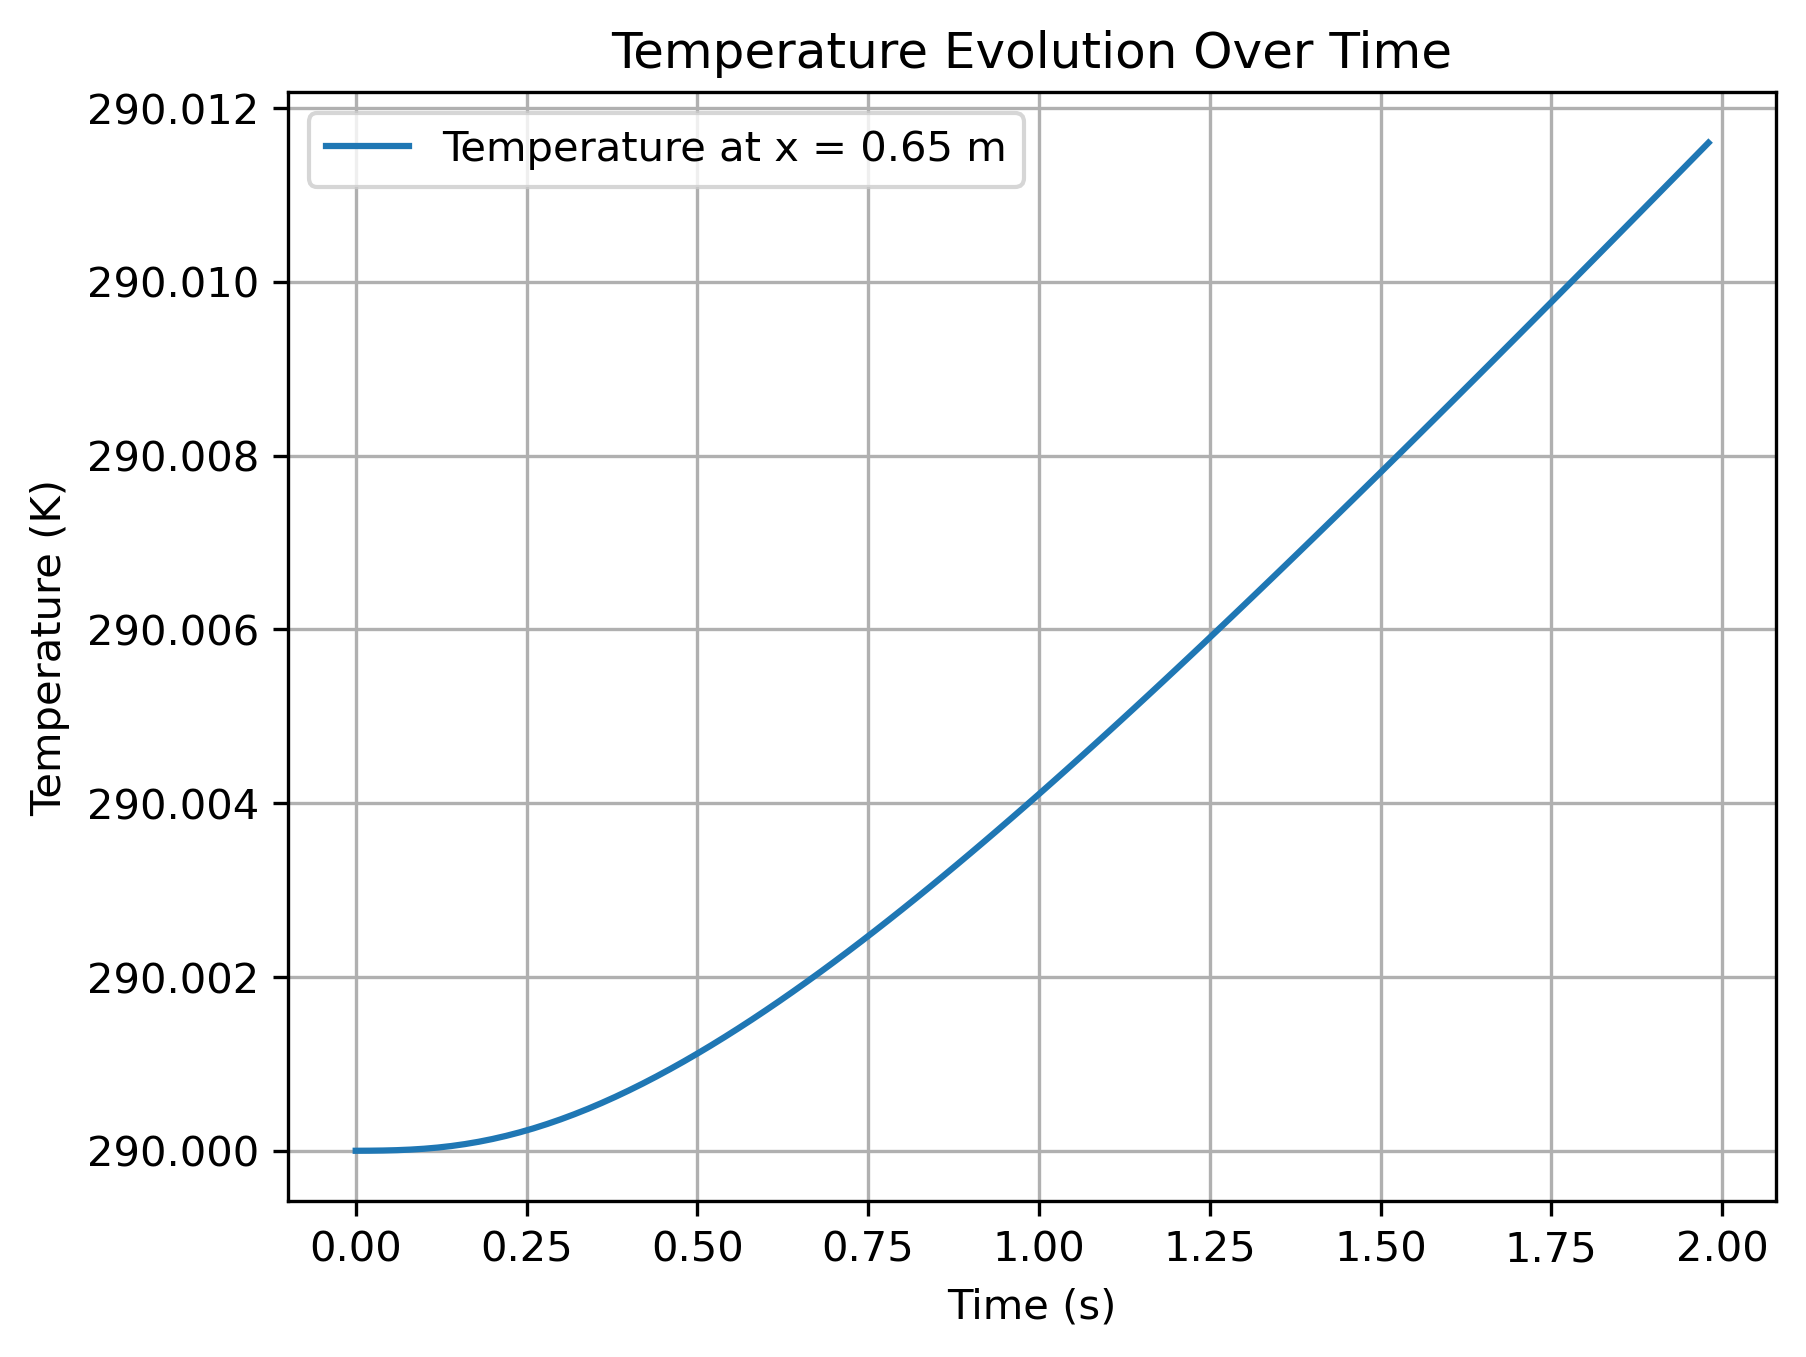 Temperature Evolution Over Time
Temperature at x = 0.65 m
290.012
290.010
290.008
290.006
290.004
290.002
290.000
Temperature (K)
0.00 0.25 0.50 0.75 1.00 1.25 1.50 1.75 2.00
Time (s)